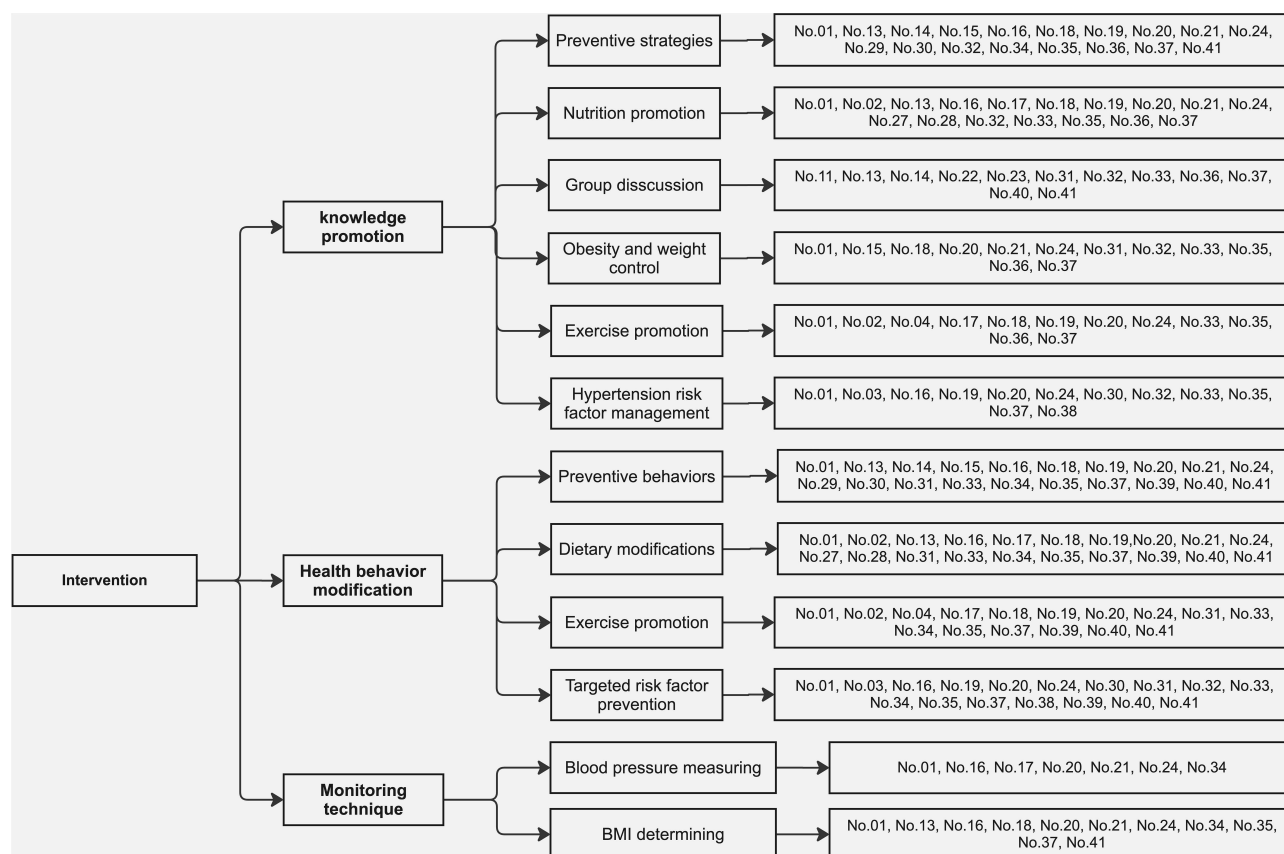 Preventive strategies
No.01, No.13, No.14, No.15, No.16, No.18, No.19, No.20, No.21, No.24,
No.29, No.30, No.32, No.34, No.35, No.36, No.37, No.41
Nutrition promotion
No.01, No.02, No.13, No.16, No.17, No.18, No.19, No.20, No.21, No.24,
No.27, No.28, No.32, No.33, No.35, No.36, No.37
Group disscussion
No.11, No.13, No.14, No.22, No.23, No.31, No.32, No.33, No.36, No.37,
No.40, No.41
knowledge
promotion
Obesity and weight
control
No.01, No.15, No.18, No.20, No.21, No.24, No.31, No.32, No.33, No.35,
No.36, No.37
Exercise promotion
No.01, No.02, No.04, No.17, No.18, No.19, No.20, No.24, No.33, No.35,
No.36, No.37
Hypertension risk
factor management
No.01, No.03, No.16, No.19, No.20, No.24, No.30, No.32, No.33, No.35,
No.37, No.38
Preventive behaviors
No.01, No.13, No.14, No.15, No.16, No.18, No.19, No.20, No.21, No.24,
No.29, No.30, No.31, No.33, No.34, No.35, No.37, No.39, No.40, No.41
Dietary modifications
No.01, No.02, No.13, No.16, No.17, No.18, No.19,No.20, No.21, No.24,
No.27, No.28, No.31, No.33, No.34, No.35, No.37, No.39, No.40, No.41
Intervention
Health behavior
modification
Exercise promotion
No.01, No.02, No.04, No.17, No.18, No.19, No.20, No.24, No.31, No.33,
No.34, No.35, No.37, No.39, No.40, No.41
Targeted risk factor
prevention
No.01, No.03, No.16, No.19, No.20, No.24, No.30, No.31, No.32, No.33,
No.34, No.35, No.37, No.38, No.39, No.40, No.41
Blood pressure measuring
No.01, No.16, No.17, No.20, No.21, No.24, No.34
Monitoring
technique
BMI determining
No.01, No.13, No.16, No.18, No.20, No.21, No.24, No.34, No.35,
No.37, No.41